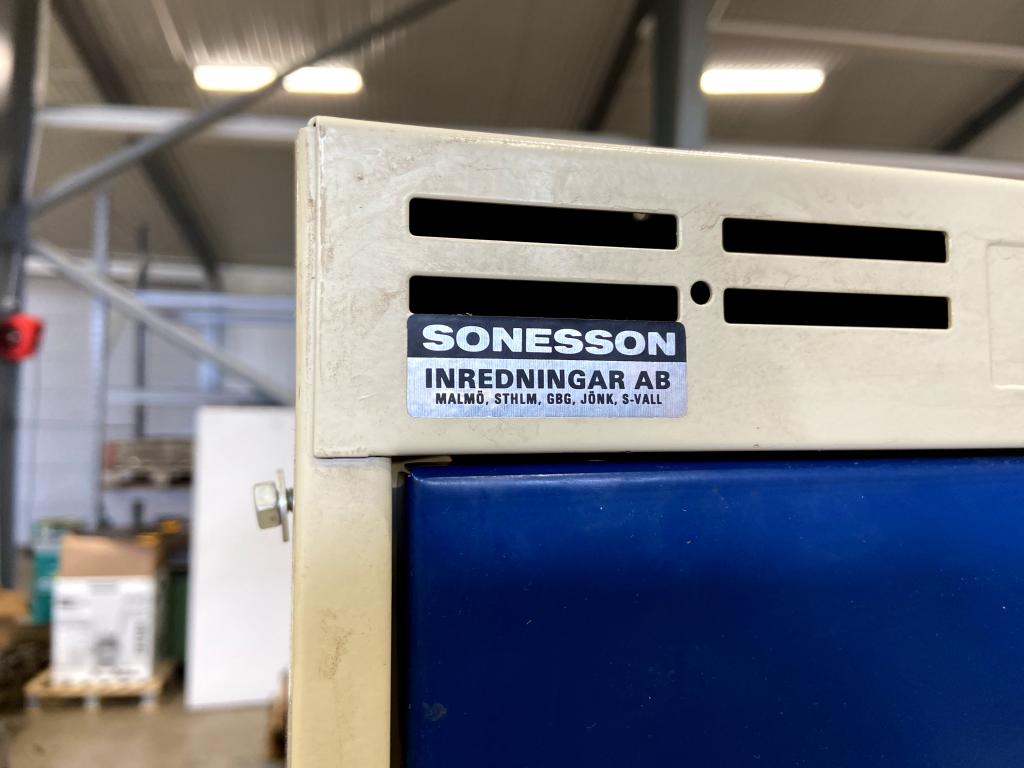 SONESSON
INREDNINGAR AB
MALMÖ, STHLM, GBG, JÖNK, S-VALL